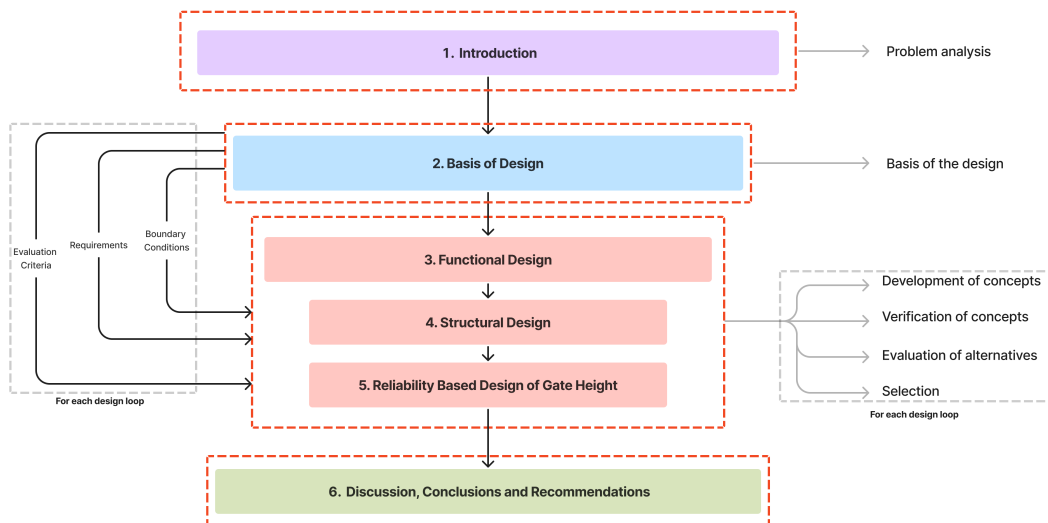 1. Introduction
Problem analysis
2. Basis of Design
Basis of the design
Evaluation
Criteria
Requirements
Boundary
Conditions
For each design loop
3. Functional Design
4. Structural Design
5. Reliability Based Design of Gate Height
Development of concepts
Verification of concepts
Evaluation of alternatives
Selection
For each design loop
6. Discussion, Conclusions and Recommendations